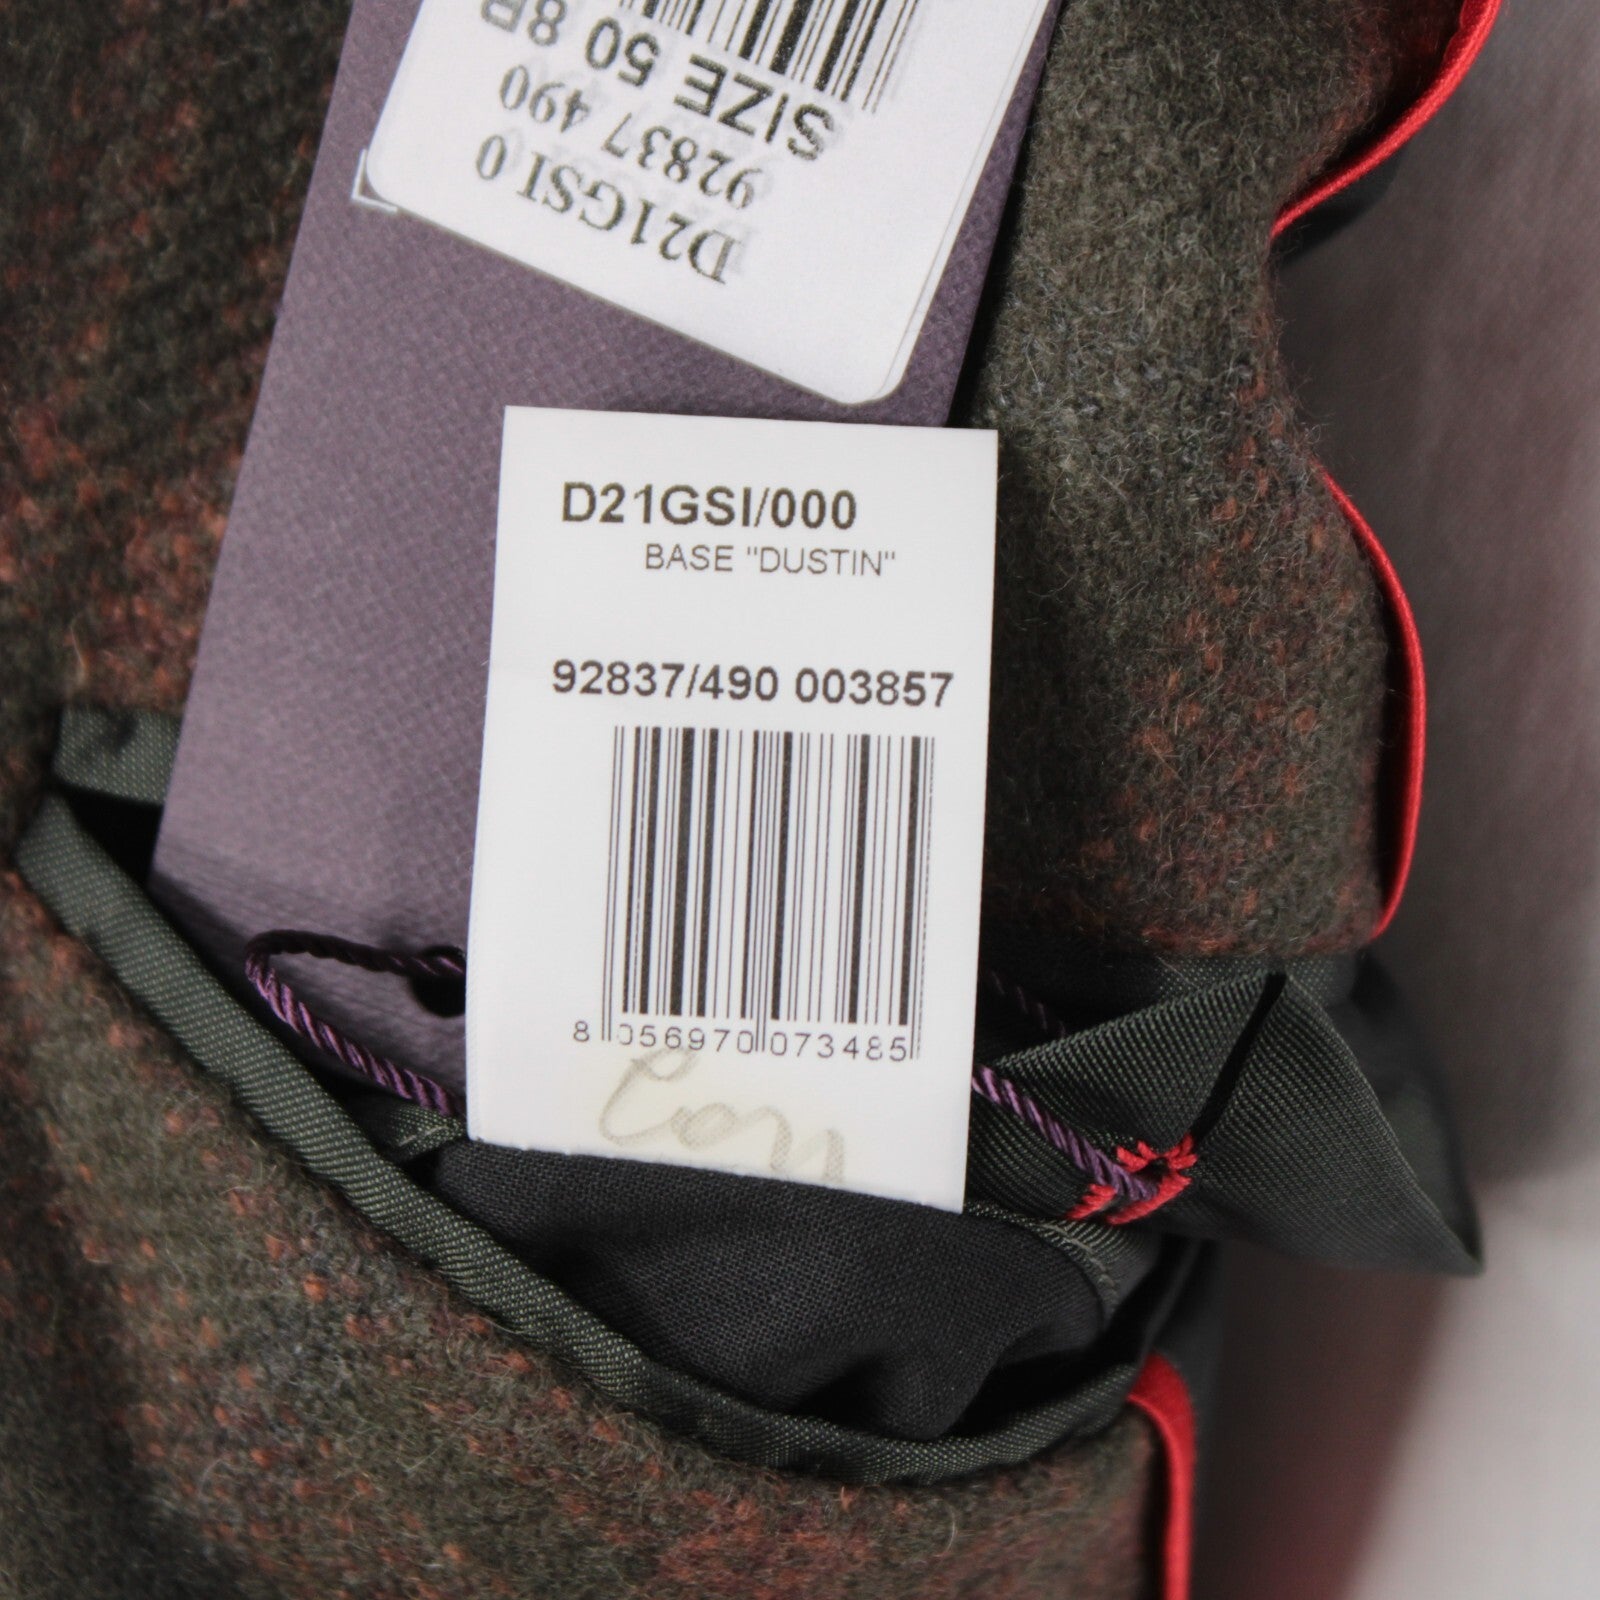 SIZE 50 8R
92837 490
D21GSI 0
D21GSI/000
BASE "DUSTIN"
92837/490 003857
8 056970 073485